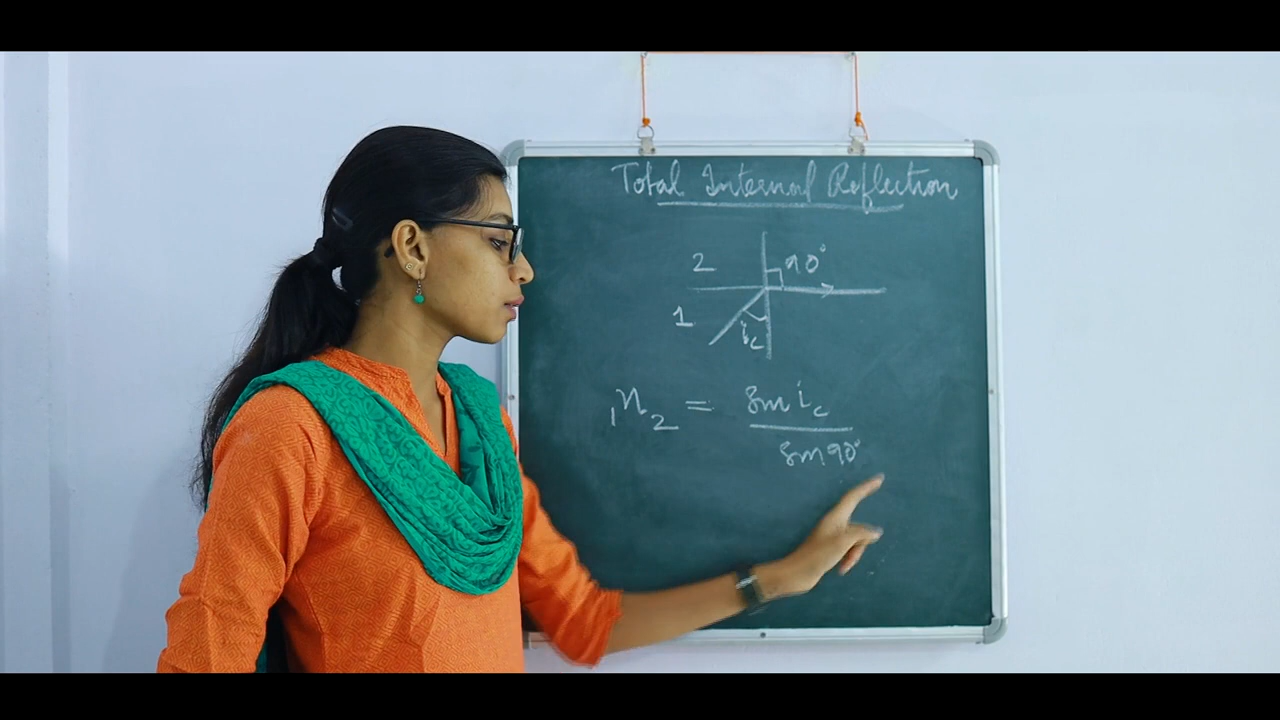 Total Internal Reflection
2 90°
1 ic
₁n₂ = sin ic
sin 90°